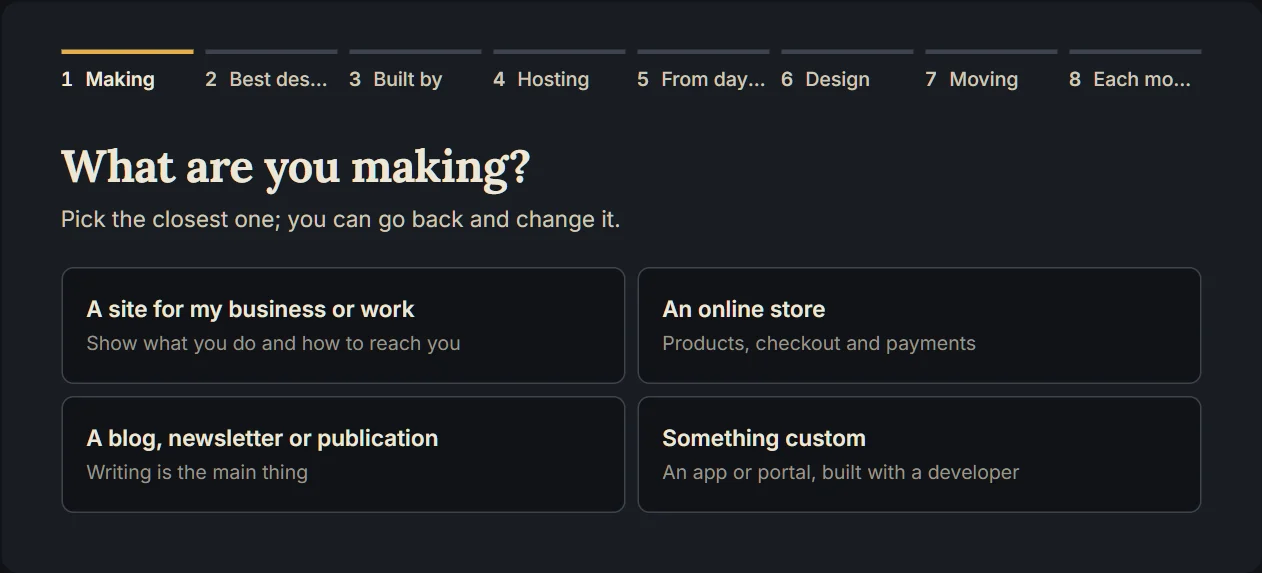 1 Making 2 Best des... 3 Built by 4 Hosting 5 From day... 6 Design 7 Moving 8 Each mo...
What are you making?
Pick the closest one; you can go back and change it.
A site for my business or work
Show what you do and how to reach you
An online store
Products, checkout and payments
A blog, newsletter or publication
Writing is the main thing
Something custom
An app or portal, built with a developer